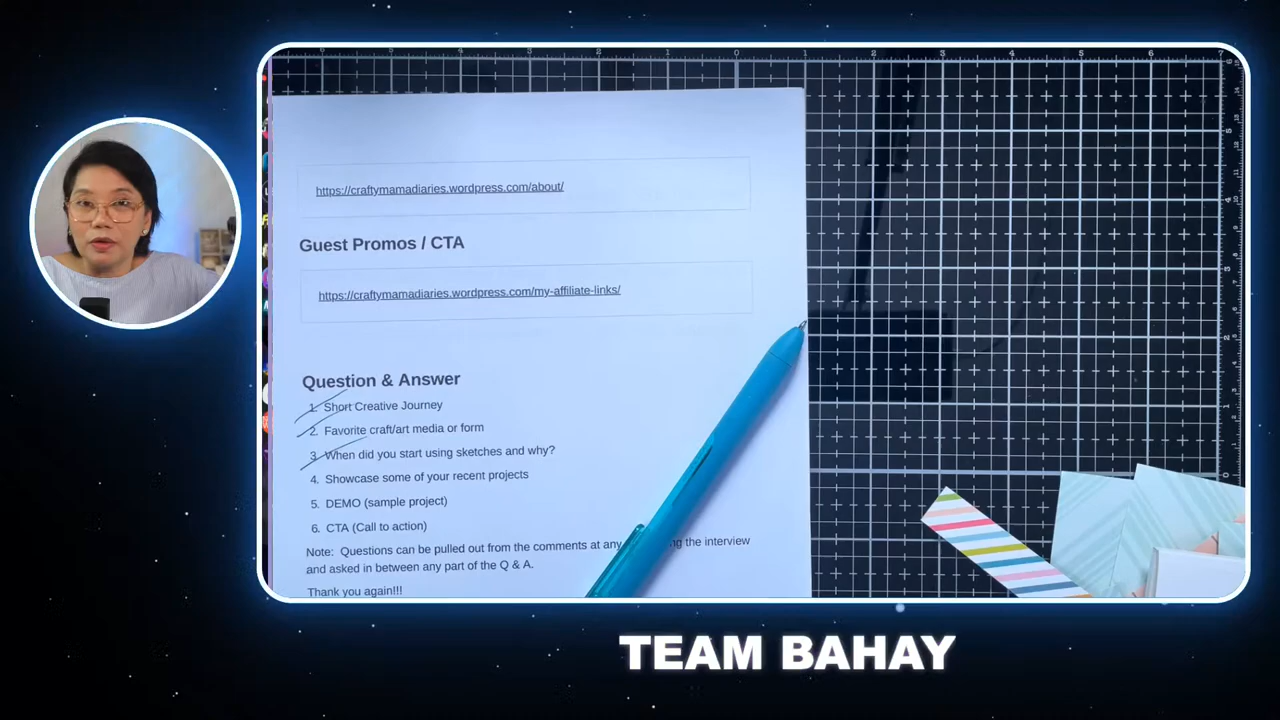 https://craftymamadiaries.wordpress.com/about/
Guest Promos / CTA
https://craftymamadiaries.wordpress.com/my-affiliate-links/
Question & Answer
1. Short Creative Journey
2. Favorite craft/art media or form
3. When did you start using sketches and why?
4. Showcase some of your recent projects
5. DEMO (sample project)
6. CTA (Call to action)
Note: Questions can be pulled out from the comments at any the interview
and asked in between any part of the Q & A.
Thank you again!!!
TEAM BAHAY